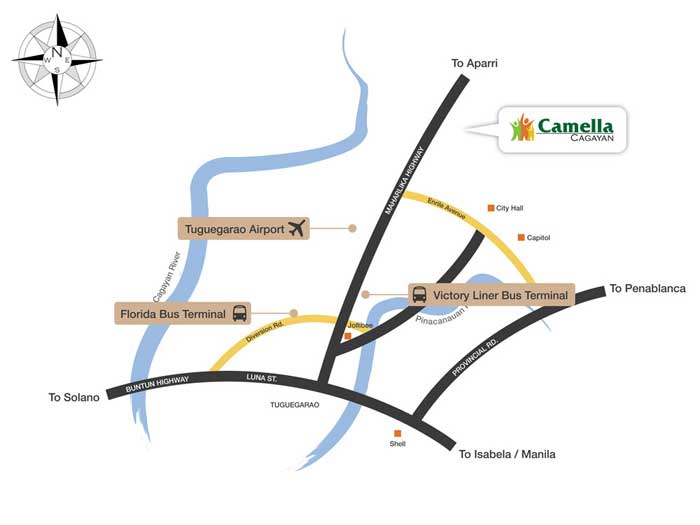 N
W E
S
To Aparri
Camella
CAGAYAN
MAHARLIKA HIGHWAY
Enrile Avenue
City Hall
Capitol
Tuguegarao Airport
Cagayan River
Victory Liner Bus Terminal
To Penablanca
Florida Bus Terminal
Pinacanauan
Jollibee
Diversion Rd.
PROVINCIAL RD.
BUNTUN HIGHWAY
LUNA ST.
To Solano
TUGUEGARAO
Shell
To Isabela / Manila